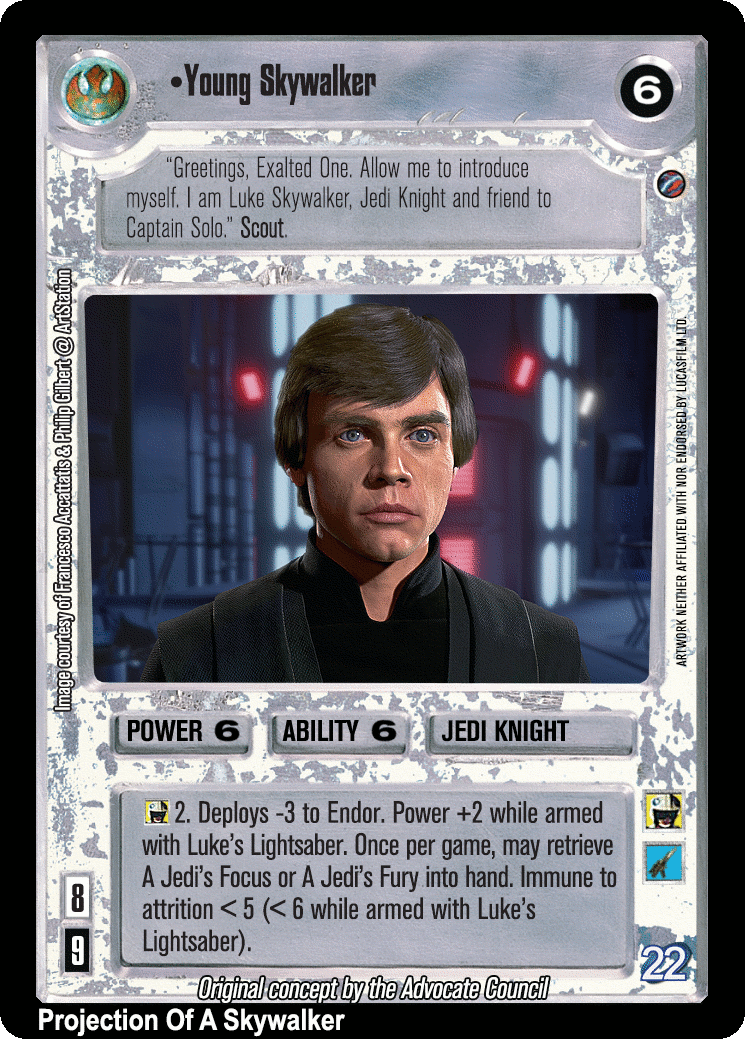 •Young Skywalker
6
"Greetings, Exalted One. Allow me to introduce
myself. I am Luke Skywalker, Jedi Knight and friend to
Captain Solo." Scout.
Image courtesy of Francesco Accattatis & Philip Gilbert @ ArtStation
ARTWORK NEITHER AFFILIATED WITH NOR ENDORSED BY LUCASFILM LTD.
POWER 6 ABILITY 6 JEDI KNIGHT
2. Deploys -3 to Endor. Power +2 while armed
with Luke's Lightsaber. Once per game, may retrieve
A Jedi's Focus or A Jedi's Fury into hand. Immune to
attrition < 5 (< 6 while armed with Luke's
Lightsaber).
8
9
22
Original concept by the Advocate Council
Projection Of A Skywalker